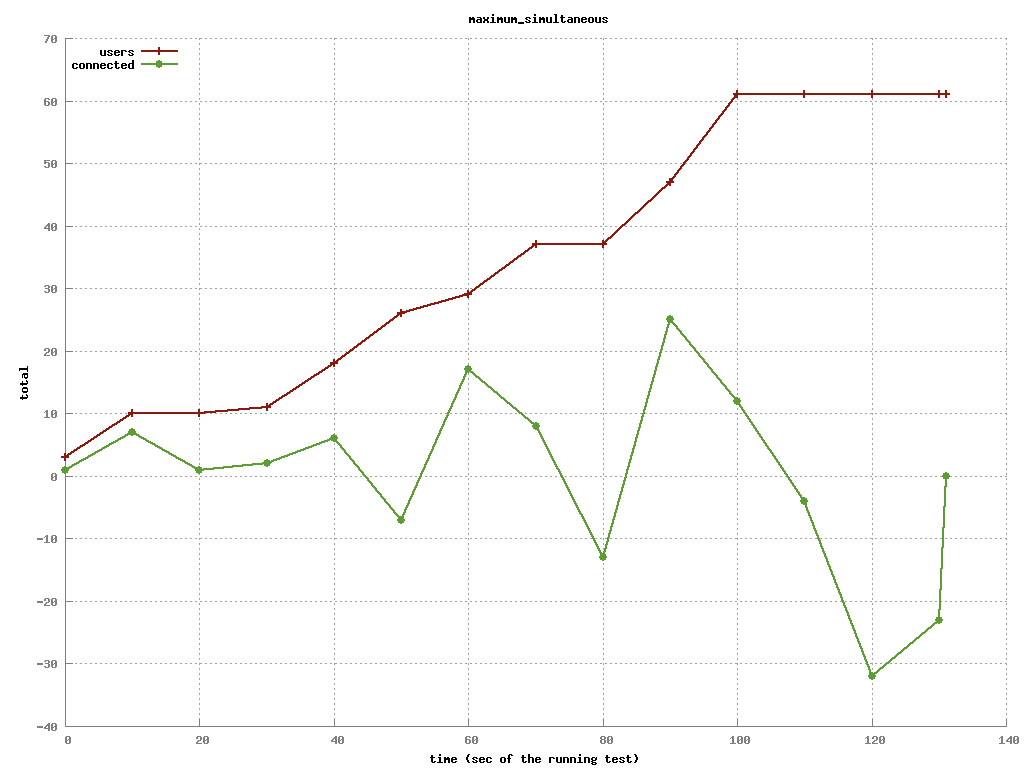 maximum_simultaneous
users
connected
70
60
50
40
30
20
10
0
-10
-20
-30
-40
total
0 20 40 60 80 100 120 140
time (sec of the running test)